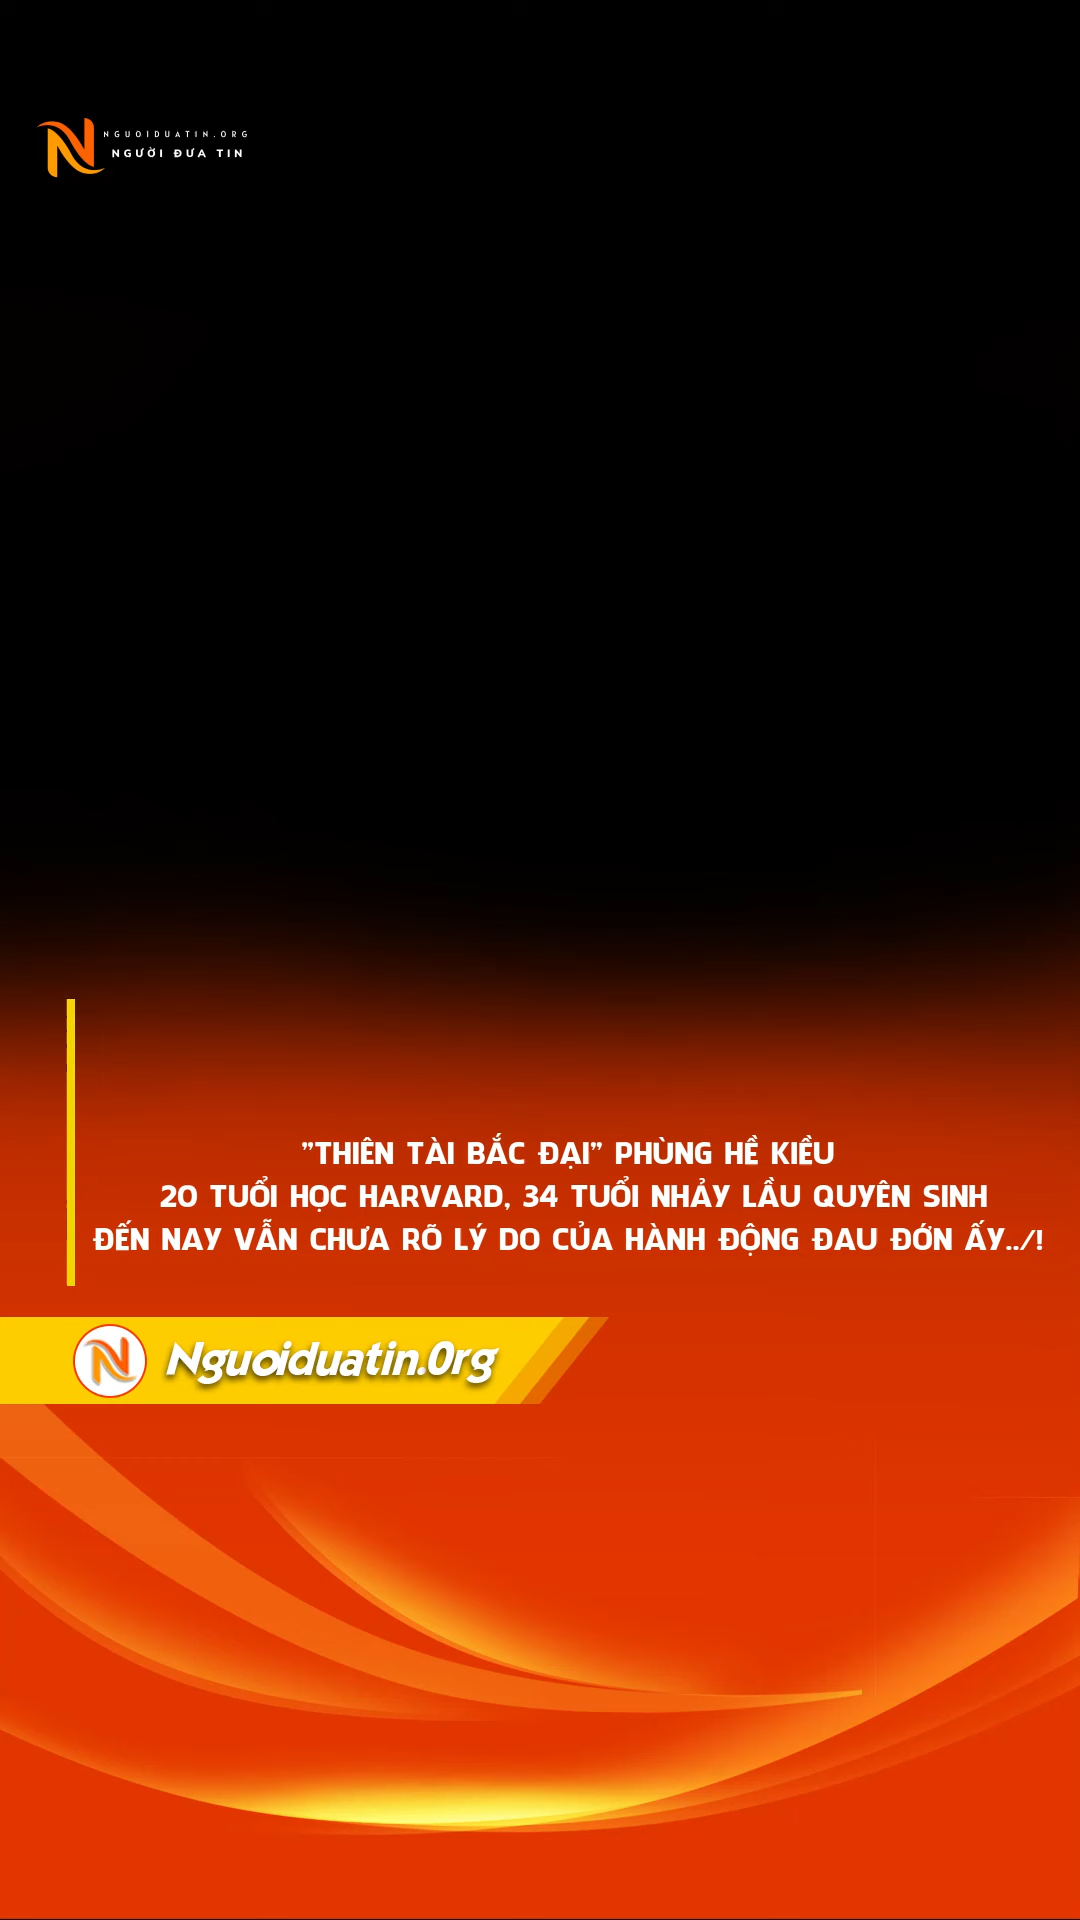 NGUOIDUATIN.ORG
NGƯỜI ĐƯA TIN
"THIÊN TÀI BẮC ĐẠI" PHÙNG HỀ KIỀU
20 TUỔI HỌC HARVARD, 34 TUỔI NHẢY LẦU QUYÊN SINH
ĐẾN NAY VẪN CHƯA RÕ LÝ DO CỦA HÀNH ĐỘNG ĐAU ĐỚN ẤY../!
Nguoiduatin.0rg